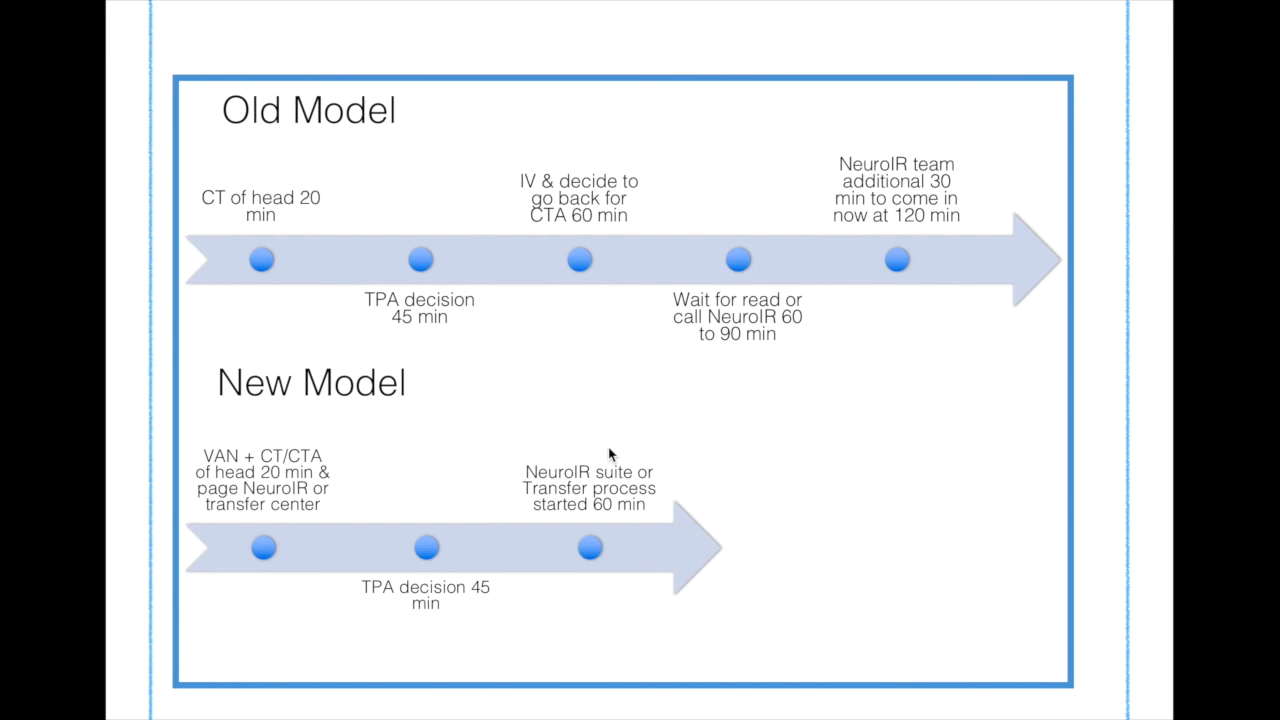 Old Model
CT of head 20
min
TPA decision
45 min
IV & decide to
go back for
CTA 60 min
Wait for read or
call NeuroIR 60
to 90 min
NeuroIR team
additional 30
min to come in
now at 120 min
New Model
VAN + CT/CTA
of head 20 min &
page NeuroIR or
transfer center
TPA decision 45
min
NeuroIR suite or
Transfer process
started 60 min